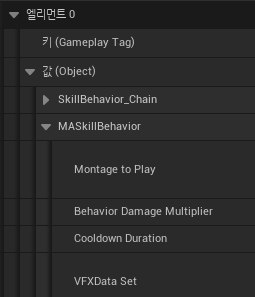 엘리먼트 0
키 (Gameplay Tag)
값 (Object)
SkillBehavior_Chain
MASkillBehavior
Montage to Play
Behavior Damage Multiplier
Cooldown Duration
VFXData Set